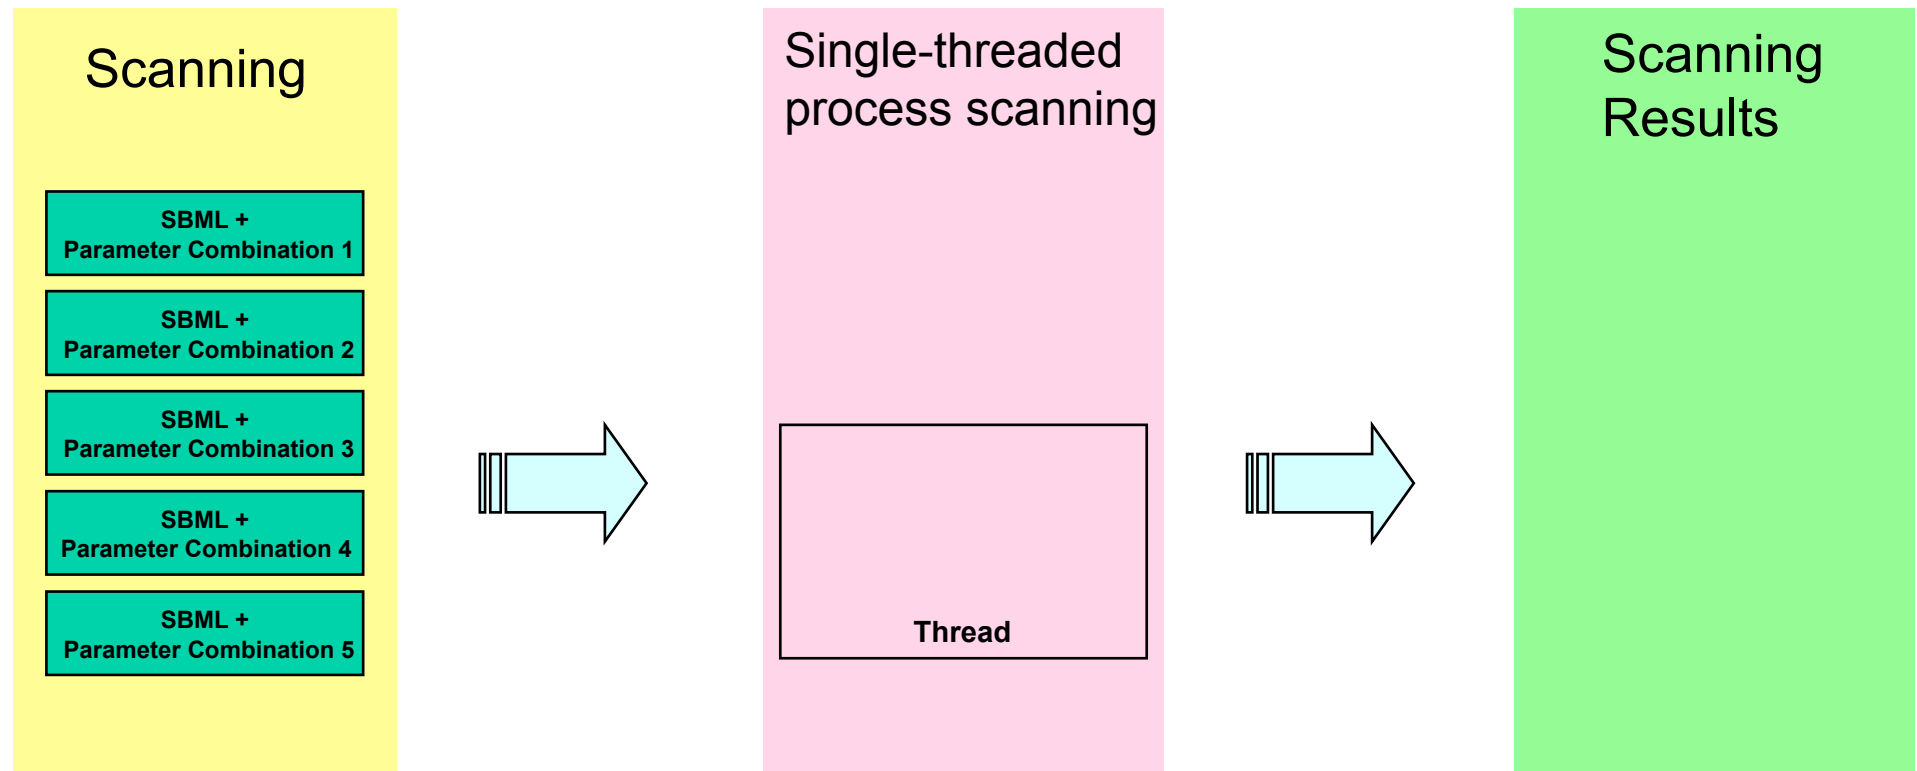 Scanning
SBML +
Parameter Combination 1
SBML +
Parameter Combination 2
SBML +
Parameter Combination 3
SBML +
Parameter Combination 4
SBML +
Parameter Combination 5
Single-threaded
process scanning
Thread
Scanning
Results